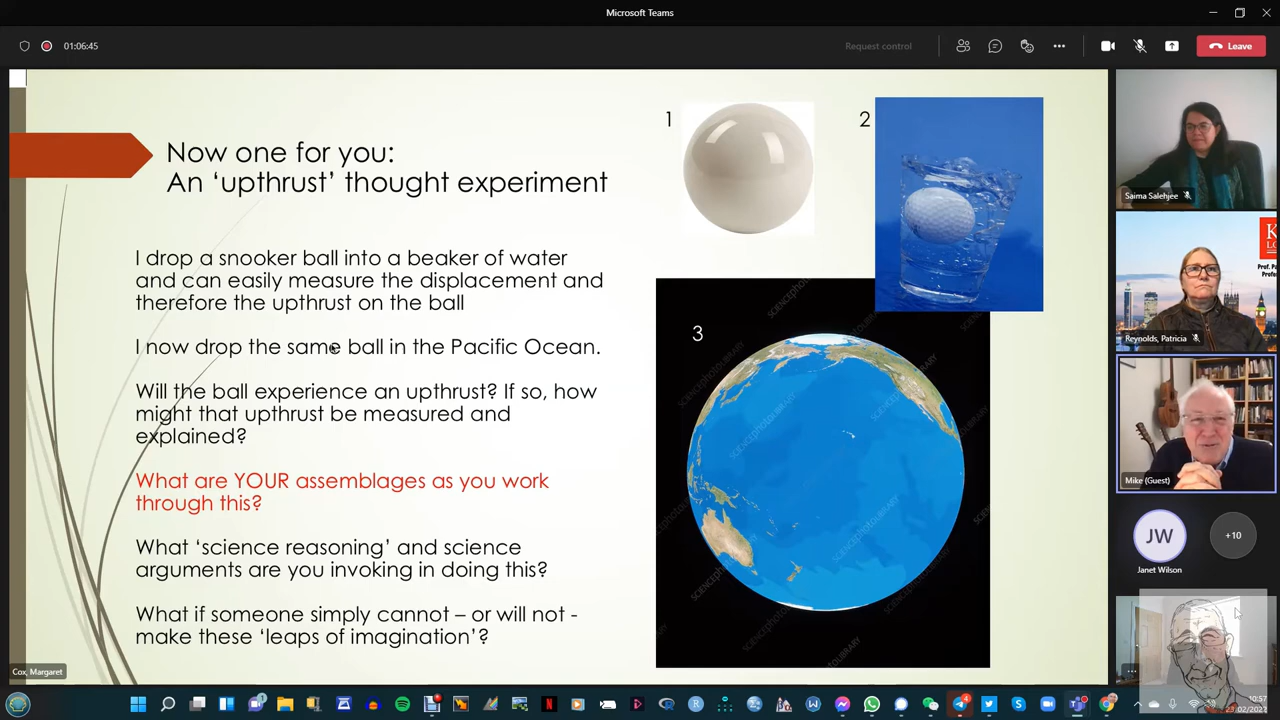 Microsoft Teams
01:06:45
Request control
Leave
Now one for you:
An ‘upthrust’ thought experiment
I drop a snooker ball into a beaker of water
and can easily measure the displacement and
therefore the upthrust on the ball
I now drop the same ball in the Pacific Ocean.
Will the ball experience an upthrust? If so, how
might that upthrust be measured and
explained?
What are YOUR assemblages as you work
through this?
What ‘science reasoning’ and science
arguments are you invoking in doing this?
What if someone simply cannot – or will not -
make these ‘leaps of imagination’?
1
2
3
SCIENCEPHOTOLIBRARY
Cox, Margaret
Saima Salehjee
K
Prof. P
Profes
Reynolds, Patricia
Mike (Guest)
JW
+10
Janet Wilson
10:57